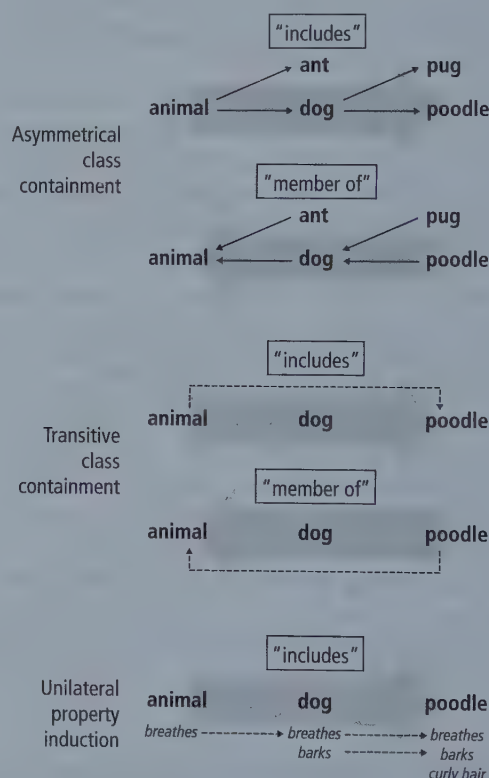 "includes"
ant pug
animal dog poodle
Asymmetrical
class
containment
"member of"
ant pug
animal dog poodle
"includes"
animal dog poodle
Transitive
class
containment
"member of"
animal dog poodle
"includes"
Unilateral
property
induction
animal dog poodle
breathes breathes breathes
barks barks
curly hair